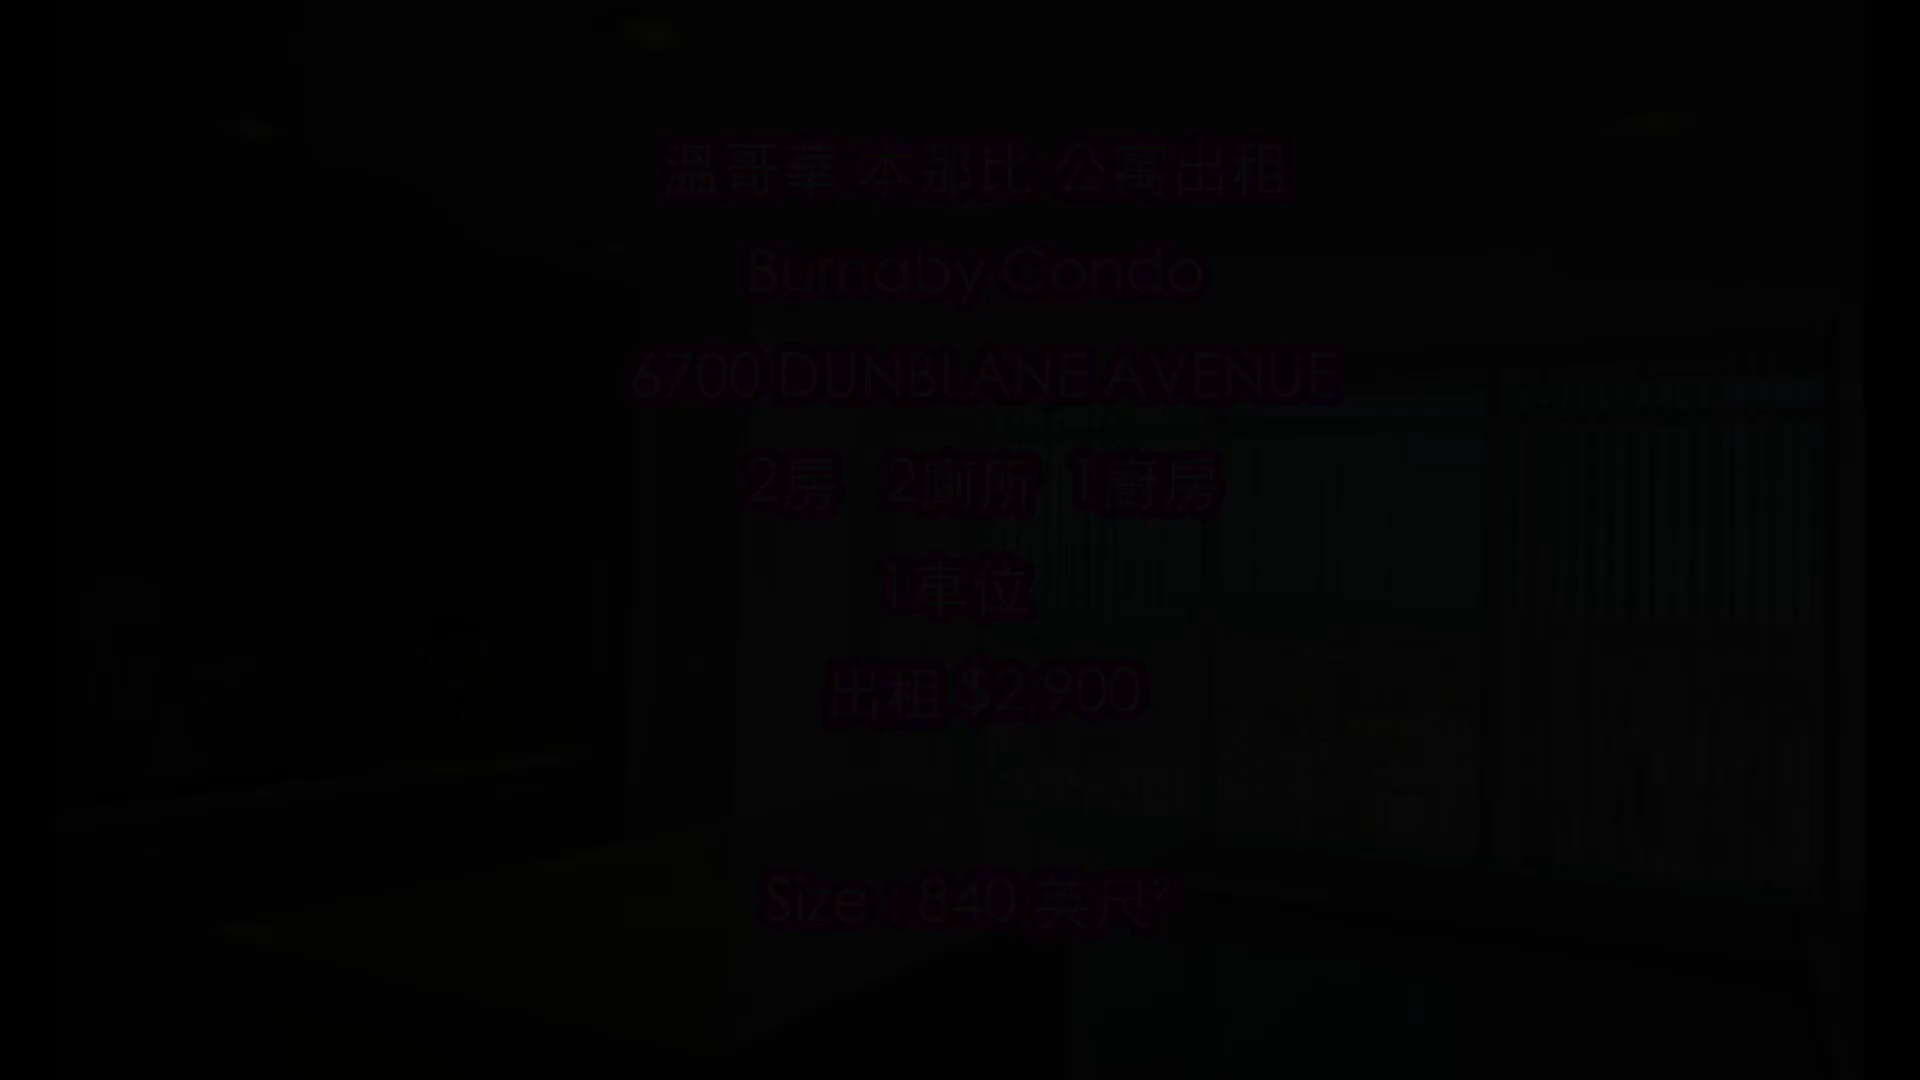 溫哥華 本那比 公寓出租
Burnaby Condo
6700 DUNBLANE AVENUE
2房 2廁所 1廚房
1車位
出租 $2,900
Size : 840 英尺²